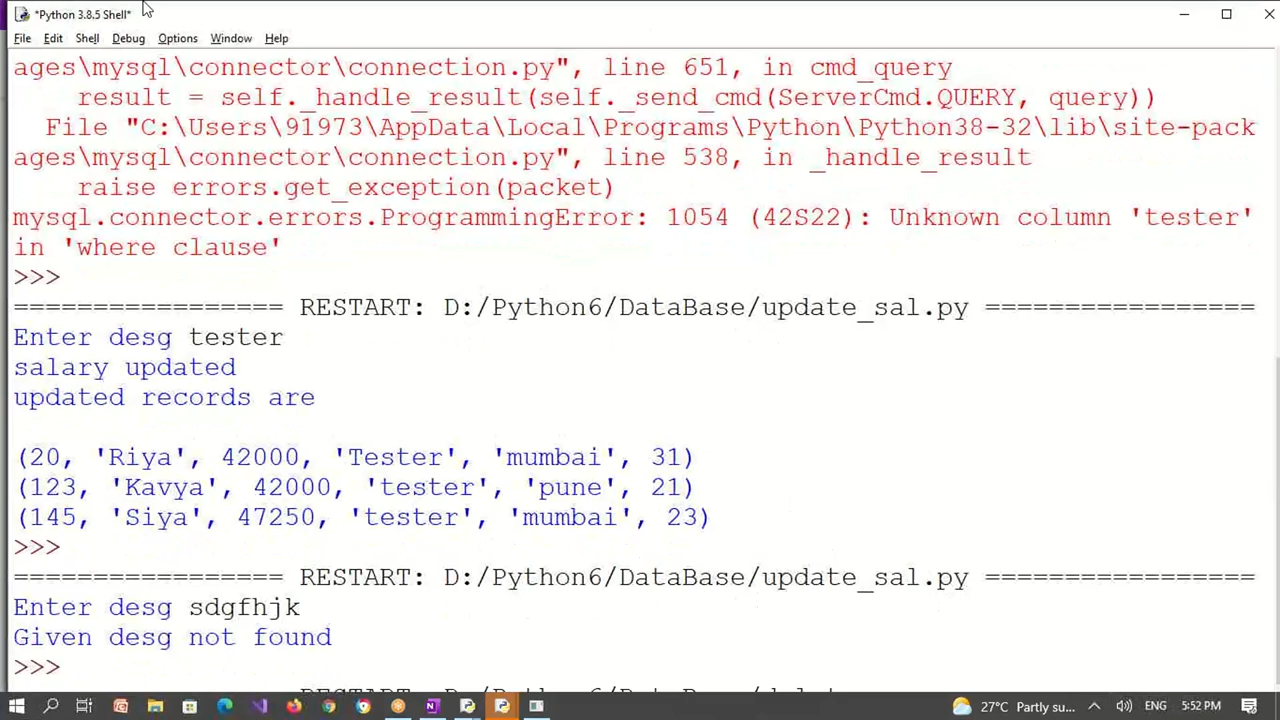 *Python 3.8.5 Shell*
File Edit Shell Debug Options Window Help
ages\mysql\connector\connection.py", line 651, in cmd_query
result = self._handle_result(self._send_cmd(ServerCmd.QUERY, query))
File "C:\Users\91973\AppData\Local\Programs\Python\Python38-32\lib\site-pack
ages\mysql\connector\connection.py", line 538, in _handle_result
raise errors.get_exception(packet)
mysql.connector.errors.ProgrammingError: 1054 (42S22): Unknown column 'tester'
in 'where clause'
>>>
================= RESTART: D:/Python6/DataBase/update_sal.py =================
Enter desg tester
salary updated
updated records are
(20, 'Riya', 42000, 'Tester', 'mumbai', 31)
(123, 'Kavya', 42000, 'tester', 'pune', 21)
(145, 'Siya', 47250, 'tester', 'mumbai', 23)
>>>
================= RESTART: D:/Python6/DataBase/update_sal.py =================
Enter desg sdgfhjk
Given desg not found
>>>
27°C Partly su... ENG 5:52 PM